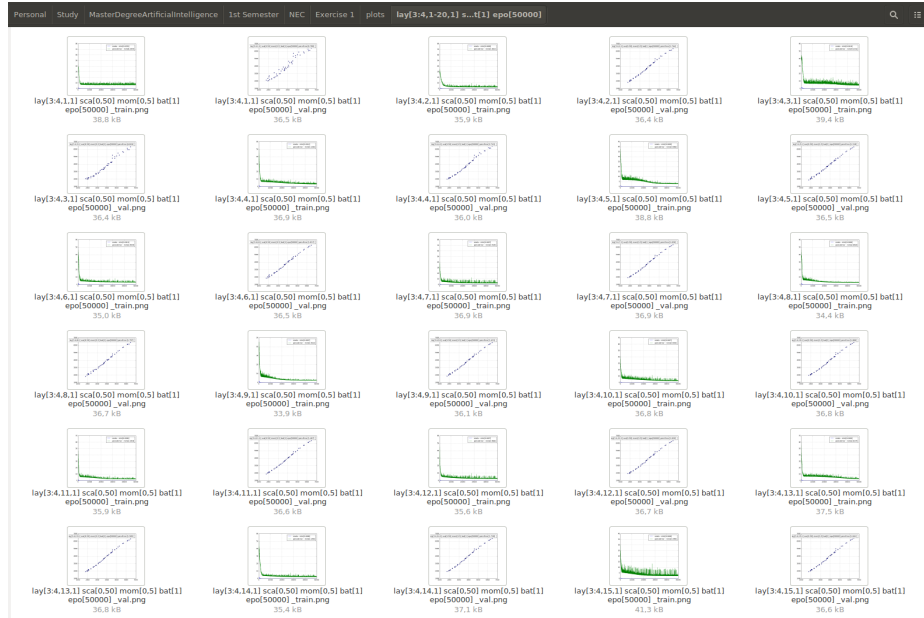 Personal Study MasterDegreeArtificialIntelligence 1st Semester NEC Exercise 1 plots lay[3:4,1-20,1] s...t[1] epo[50000]
lay[3:4,1,1] sca[0,50] mom[0,5] bat[1] lay[3:4,1,1] sca[0,50] mom[0,5] bat[1] lay[3:4,2,1] sca[0,50] mom[0,5] bat[1] lay[3:4,2,1] sca[0,50] mom[0,5] bat[1] lay[3:4,3,1] sca[0,50] mom[0,5] bat[1]
epo[50000] _train.png epo[50000] _val.png epo[50000] _train.png epo[50000] _val.png epo[50000] _train.png
38,8 kB 36,5 kB 35,9 kB 36,4 kB 39,4 kB
lay[3:4,3,1] sca[0,50] mom[0,5] bat[1] lay[3:4,4,1] sca[0,50] mom[0,5] bat[1] lay[3:4,4,1] sca[0,50] mom[0,5] bat[1] lay[3:4,5,1] sca[0,50] mom[0,5] bat[1] lay[3:4,5,1] sca[0,50] mom[0,5] bat[1]
epo[50000] _val.png epo[50000] _train.png epo[50000] _val.png epo[50000] _train.png epo[50000] _val.png
36,4 kB 36,9 kB 36,0 kB 38,8 kB 36,5 kB
lay[3:4,6,1] sca[0,50] mom[0,5] bat[1] lay[3:4,6,1] sca[0,50] mom[0,5] bat[1] lay[3:4,7,1] sca[0,50] mom[0,5] bat[1] lay[3:4,7,1] sca[0,50] mom[0,5] bat[1] lay[3:4,8,1] sca[0,50] mom[0,5] bat[1]
epo[50000] _train.png epo[50000] _val.png epo[50000] _train.png epo[50000] _val.png epo[50000] _train.png
35,0 kB 36,5 kB 36,9 kB 36,9 kB 34,4 kB
lay[3:4,8,1] sca[0,50] mom[0,5] bat[1] lay[3:4,9,1] sca[0,50] mom[0,5] bat[1] lay[3:4,9,1] sca[0,50] mom[0,5] bat[1] lay[3:4,10,1] sca[0,50] mom[0,5] bat[1] lay[3:4,10,1] sca[0,50] mom[0,5] bat[1]
epo[50000] _val.png epo[50000] _train.png epo[50000] _val.png epo[50000] _train.png epo[50000] _val.png
36,7 kB 33,9 kB 36,1 kB 36,8 kB 36,8 kB
lay[3:4,11,1] sca[0,50] mom[0,5] bat[1] lay[3:4,11,1] sca[0,50] mom[0,5] bat[1] lay[3:4,12,1] sca[0,50] mom[0,5] bat[1] lay[3:4,12,1] sca[0,50] mom[0,5] bat[1] lay[3:4,13,1] sca[0,50] mom[0,5] bat[1]
epo[50000] _train.png epo[50000] _val.png epo[50000] _train.png epo[50000] _val.png epo[50000] _train.png
35,9 kB 36,6 kB 35,6 kB 36,7 kB 37,5 kB
lay[3:4,13,1] sca[0,50] mom[0,5] bat[1] lay[3:4,14,1] sca[0,50] mom[0,5] bat[1] lay[3:4,14,1] sca[0,50] mom[0,5] bat[1] lay[3:4,15,1] sca[0,50] mom[0,5] bat[1] lay[3:4,15,1] sca[0,50] mom[0,5] bat[1]
epo[50000] _val.png epo[50000] _train.png epo[50000] _val.png epo[50000] _train.png epo[50000] _val.png
36,8 kB 35,4 kB 37,1 kB 41,3 kB 36,6 kB